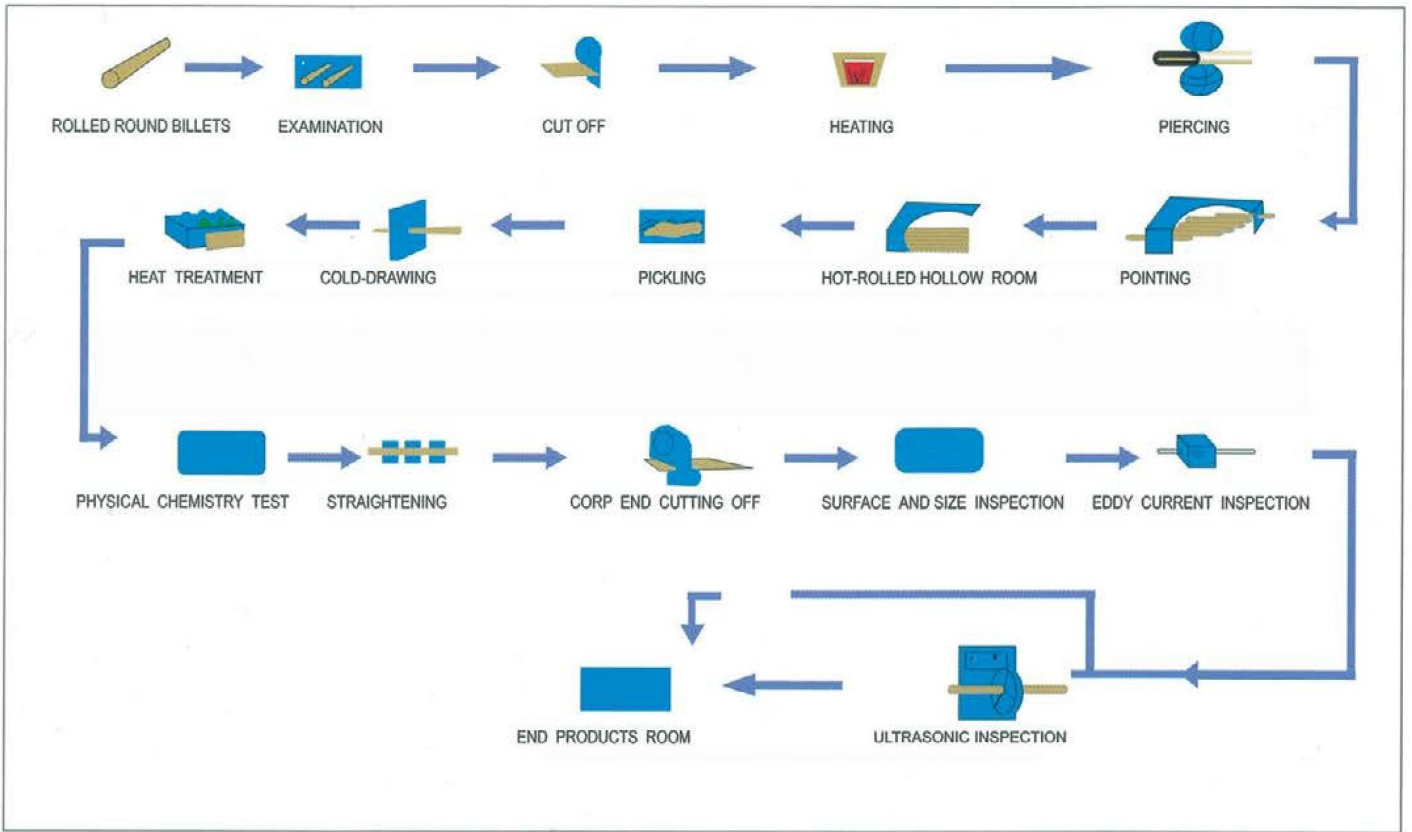 ROLLED ROUND BILLETS
EXAMINATION
CUT OFF
HEATING
PIERCING
HEAT TREATMENT
COLD-DRAWING
PICKLING
HOT-ROLLED HOLLOW ROOM
POINTING
PHYSICAL CHEMISTRY TEST
STRAIGHTENING
CORP END CUTTING OFF
SURFACE AND SIZE INSPECTION
EDDY CURRENT INSPECTION
END PRODUCTS ROOM
ULTRASONIC INSPECTION